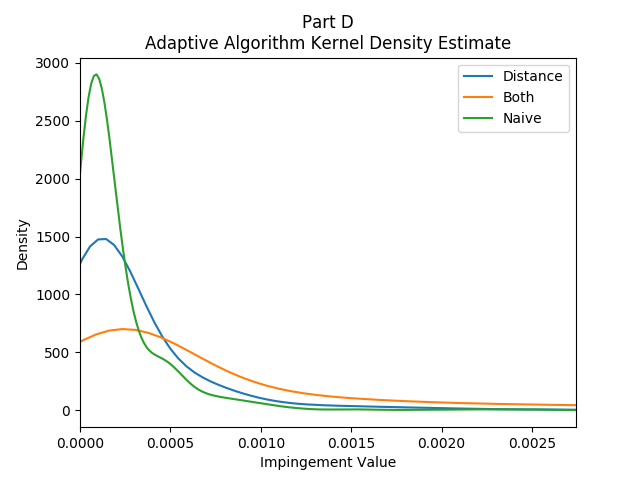 Part D
Adaptive Algorithm Kernel Density Estimate
3000
2500
2000
1500
1000
500
0
Density
Distance
Both
Naive
0.0000 0.0005 0.0010 0.0015 0.0020 0.0025
Impingement Value